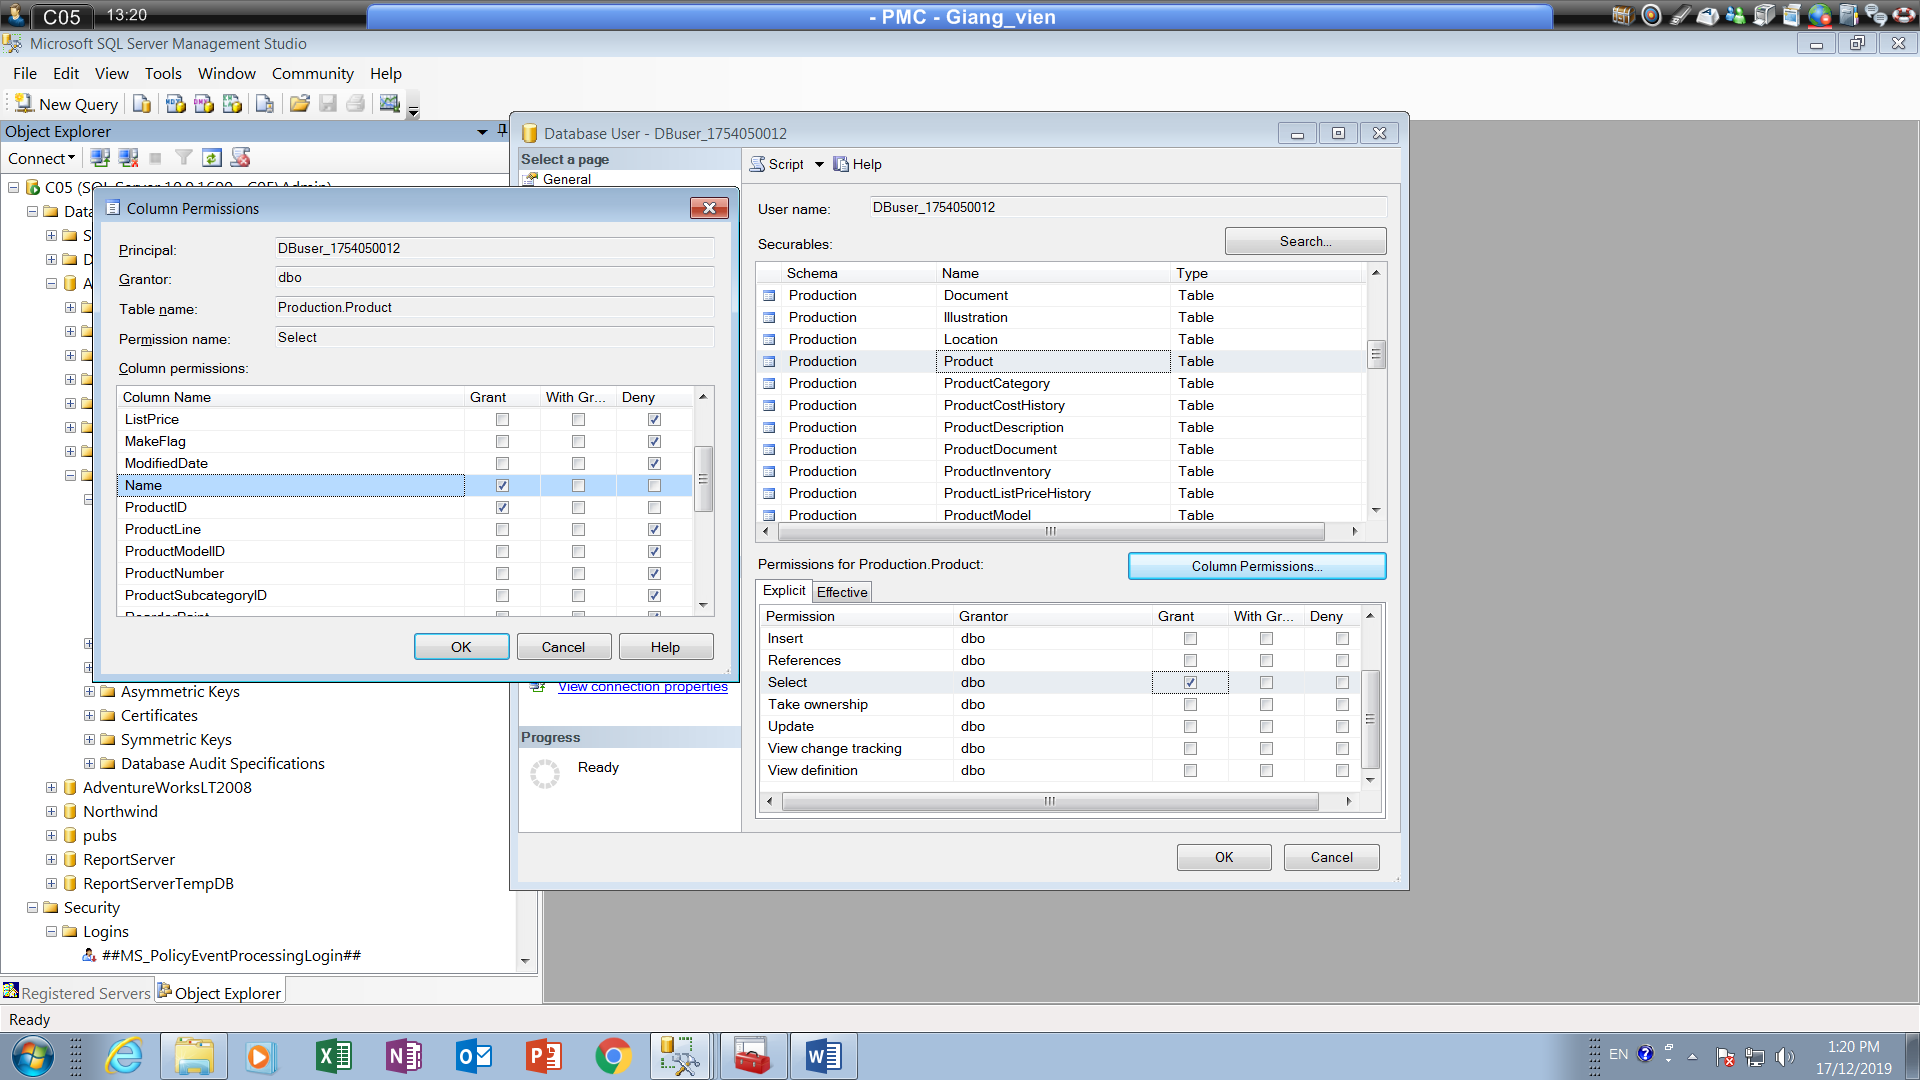 C05 13:20 - PMC - Giang_vien
Microsoft SQL Server Management Studio
File Edit View Tools Window Community Help
New Query
Object Explorer
Connect
C05 (SQL Server 10.0.1600 - C05\Admin)
Data
S
D
A
Asymmetric Keys
Certificates
Symmetric Keys
Database Audit Specifications
AdventureWorksLT2008
Northwind
pubs
ReportServer
ReportServerTempDB
Security
Logins
##MS_PolicyEventProcessingLogin##
Registered Servers Object Explorer
Ready
Column Permissions
Principal: DBuser_1754050012
Grantor: dbo
Table name: Production.Product
Permission name: Select
Column permissions:
Column Name Grant With Gr... Deny
ListPrice
MakeFlag
ModifiedDate
Name
ProductID
ProductLine
ProductModelID
ProductNumber
ProductSubcategoryID
ReorderPoint
OK Cancel Help
Database User - DBuser_1754050012
Select a page
General
View connection properties
Progress
Ready
Script Help
User name: DBuser_1754050012
Securables: Search...
Schema Name Type
Production Document Table
Production Illustration Table
Production Location Table
Production Product Table
Production ProductCategory Table
Production ProductCostHistory Table
Production ProductDescription Table
Production ProductDocument Table
Production ProductInventory Table
Production ProductListPriceHistory Table
Production ProductModel Table
Permissions for Production.Product: Column Permissions...
Explicit Effective
Permission Grantor Grant With Gr... Deny
Insert dbo
References dbo
Select dbo
Take ownership dbo
Update dbo
View change tracking dbo
View definition dbo
OK Cancel
EN 1:20 PM
17/12/2019